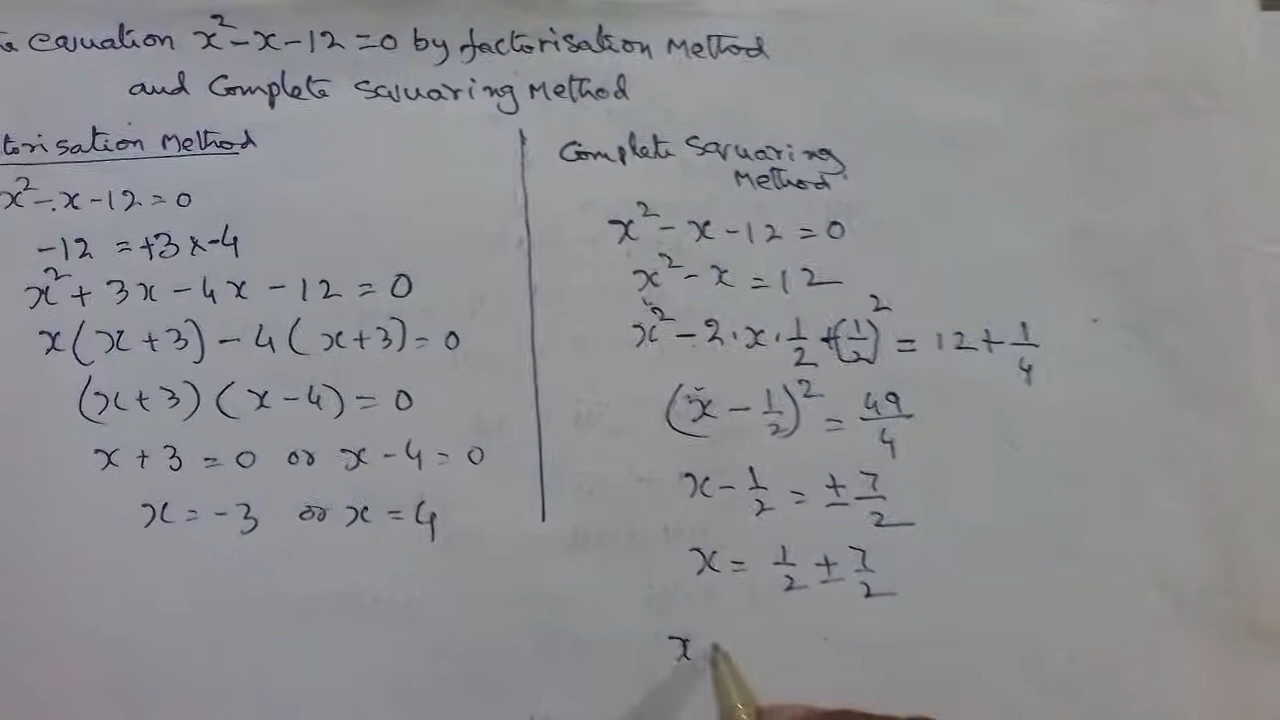 equation x² - x - 12 = 0 by factorisation Method
and Complete Squaring Method
torisation Method
x² - x - 12 = 0
-12 = +3 x -4
x² + 3x - 4x - 12 = 0
x(x + 3) - 4(x + 3) = 0
(x + 3)(x - 4) = 0
x + 3 = 0 or x - 4 = 0
x = -3 or x = 4
Complete Squaring
Method
x² - x - 12 = 0
x² - x = 12
x² - 2·x·1/2 + (1/2)² = 12 + 1/4
(x - 1/2)² = 49/4
x - 1/2 = ± 7/2
x = 1/2 ± 7/2
x